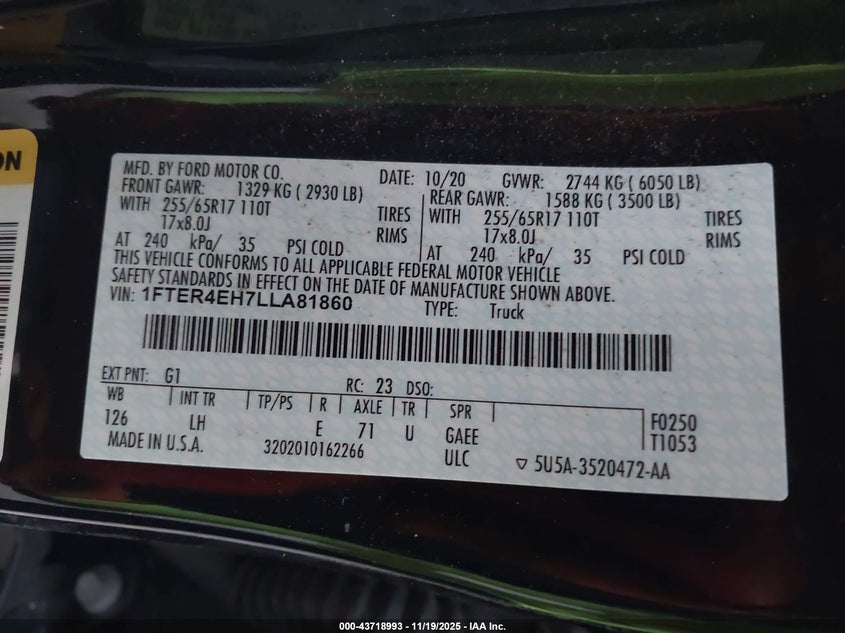 ON
MFD. BY FORD MOTOR CO. DATE: 10/20 GVWR: 2744 KG ( 6050 LB)
FRONT GAWR: 1329 KG ( 2930 LB) REAR GAWR: 1588 KG ( 3500 LB)
WITH 255/65R17 110T TIRES WITH 255/65R17 110T TIRES
17x8.0J RIMS 17x8.0J RIMS
AT 240 kPa/ 35 PSI COLD AT 240 kPa/ 35 PSI COLD
THIS VEHICLE CONFORMS TO ALL APPLICABLE FEDERAL MOTOR VEHICLE
SAFETY STANDARDS IN EFFECT ON THE DATE OF MANUFACTURE SHOWN ABOVE.
VIN: 1FTER4EH7LLA81860 TYPE: Truck
EXT PNT: G1 RC: 23 DSO:
WB INT TR TP/PS R AXLE TR SPR
126 LH E 71 U GAEE F0250
ULC T1053
MADE IN U.S.A. 3202010162266 5U5A-3520472-AA
000-43718993 - 11/19/2025 - IAA Inc.